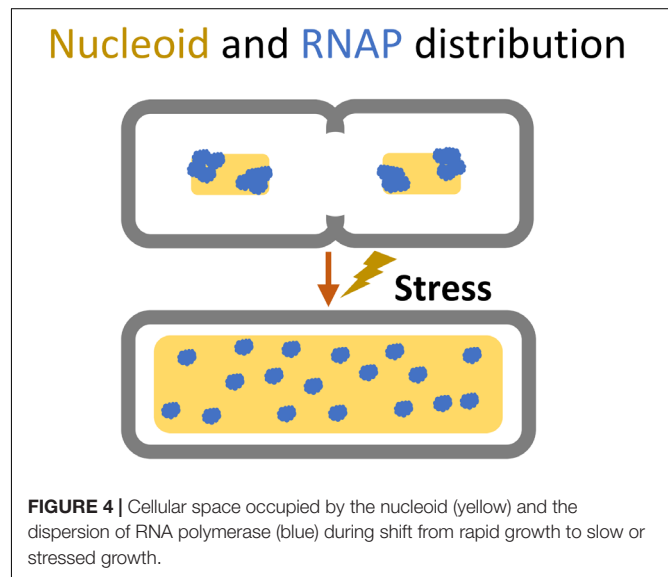 Nucleoid and RNAP distribution
Stress
FIGURE 4 | Cellular space occupied by the nucleoid (yellow) and the
dispersion of RNA polymerase (blue) during shift from rapid growth to slow or
stressed growth.